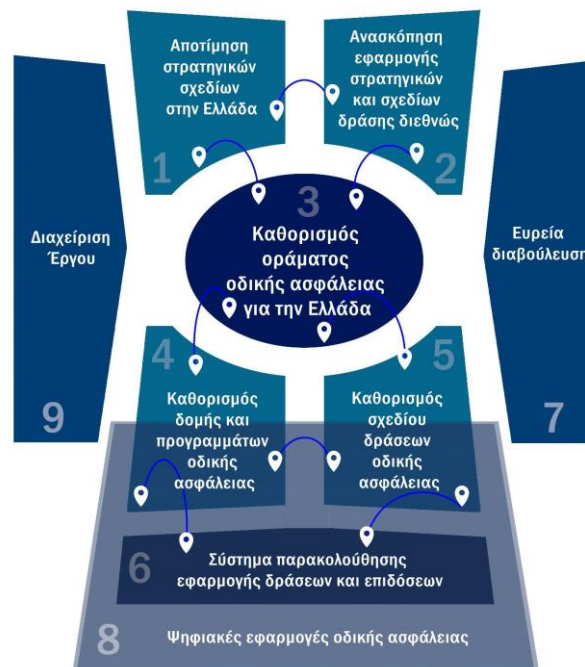 Αποτίμηση
στρατηγικών
σχεδίων
στην Ελλάδα
1
Ανασκόπηση
εφαρμογής
στρατηγικών
και σχεδίων
δράσης διεθνώς
2
3
Καθορισμός
οράματος
οδικής ασφάλειας
για την Ελλάδα
Διαχείριση
Έργου
9
Ευρεία
διαβούλευση
7
4
Καθορισμός
δομής και
προγραμμάτων
οδικής
ασφάλειας
5
Καθορισμός
σχεδίου
δράσεων
οδικής
ασφάλειας
6
Σύστημα παρακολούθησης
εφαρμογής δράσεων και επιδόσεων
8
Ψηφιακές εφαρμογές οδικής ασφάλειας